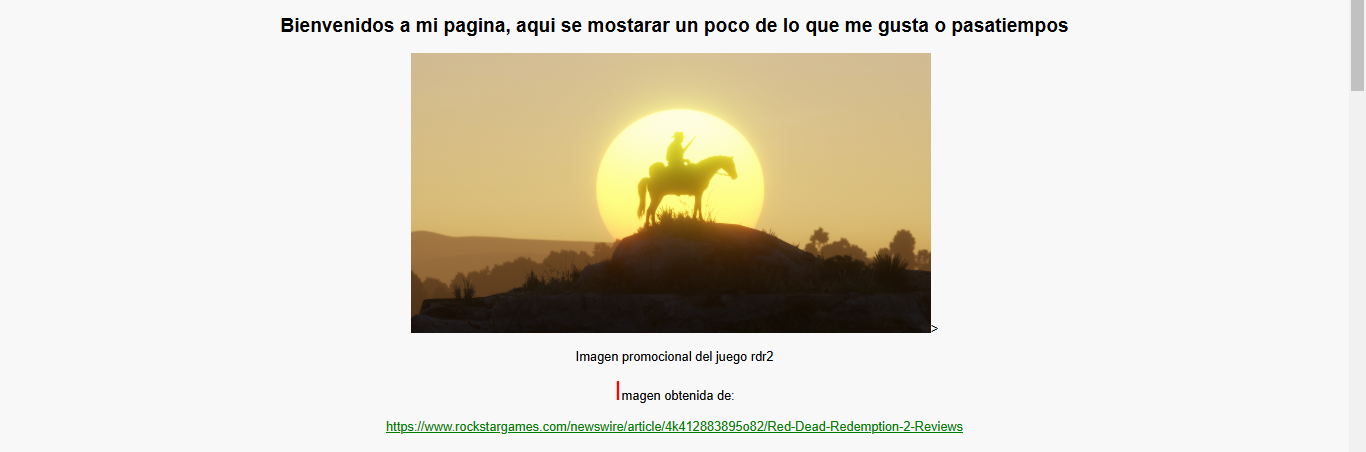 Bienvenidos a mi pagina, aqui se mostarar un poco de lo que me gusta o pasatiempos
>
Imagen promocional del juego rdr2
Imagen obtenida de:
https://www.rockstargames.com/newswire/article/4k412883895o82/Red-Dead-Redemption-2-Reviews